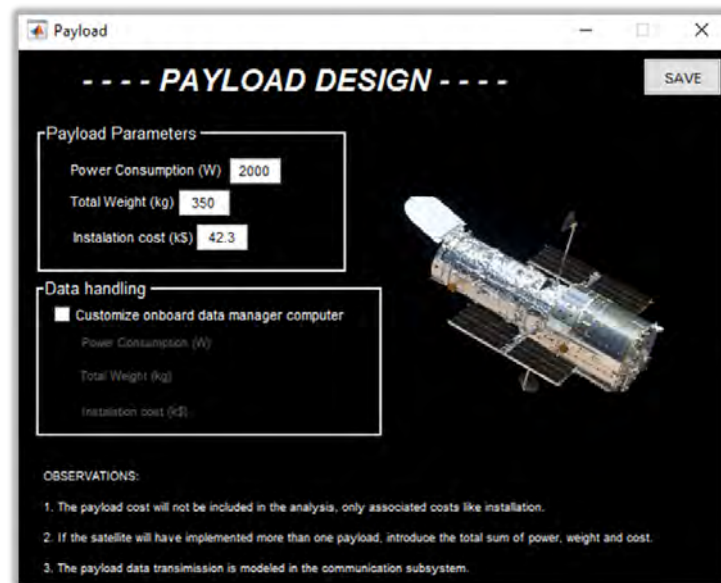 Payload
- - - - PAYLOAD DESIGN - - - -
SAVE
Payload Parameters
Power Consumption (W) 2000
Total Weight (kg) 350
Instalation cost (k$) 42.3
Data handling
Customize onboard data manager computer
Power Consumption (W)
Total Weight (kg)
Instalation cost (k$)
OBSERVATIONS:
1. The payload cost will not be included in the analysis, only associated costs like installation.
2. If the satellite will have implemented more than one payload, introduce the total sum of power, weight and cost.
3. The payload data transimission is modeled in the communication subsystem.